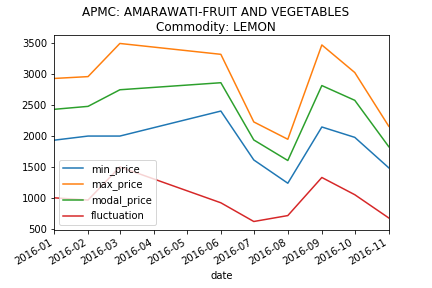 APMC: AMARAWATI-FRUIT AND VEGETABLES
Commodity: LEMON
3500
3000
2500
2000
1500
1000
500
min_price
max_price
modal_price
fluctuation
2016-01
2016-02
2016-03
2016-04
2016-05
2016-06
2016-07
2016-08
2016-09
2016-10
2016-11
date